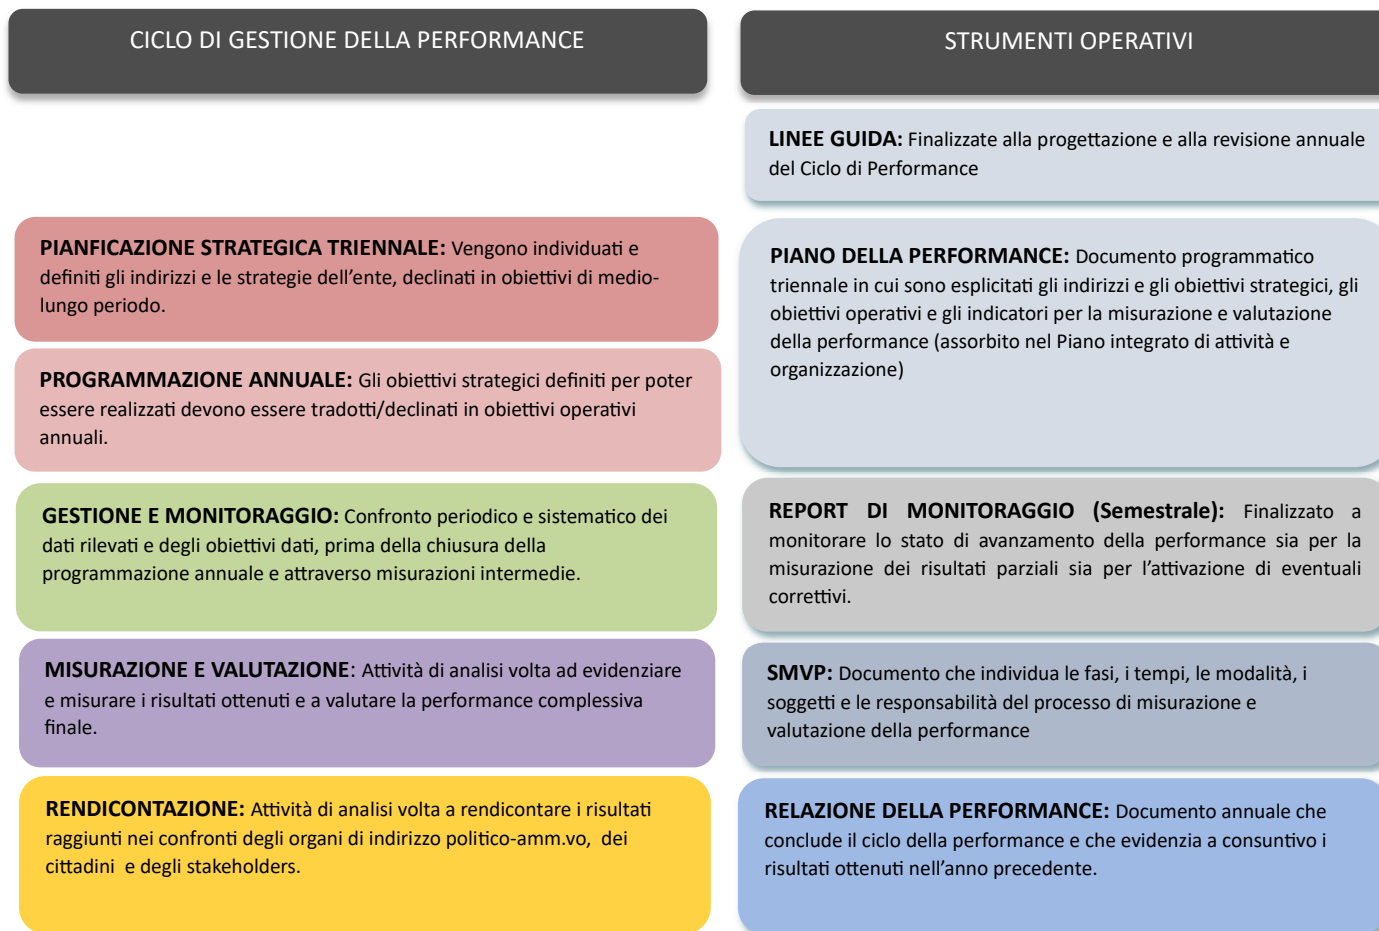 CICLO DI GESTIONE DELLA PERFORMANCE
STRUMENTI OPERATIVI
LINEE GUIDA: Finalizzate alla progettazione e alla revisione annuale
del Ciclo di Performance
PIANFICAZIONE STRATEGICA TRIENNALE: Vengono individuati e
definiti gli indirizzi e le strategie dell’ente, declinati in obiettivi di medio-
lungo periodo.
PROGRAMMAZIONE ANNUALE: Gli obiettivi strategici definiti per poter
essere realizzati devono essere tradotti/declinati in obiettivi operativi
annuali.
PIANO DELLA PERFORMANCE: Documento programmatico
triennale in cui sono esplicitati gli indirizzi e gli obiettivi strategici, gli
obiettivi operativi e gli indicatori per la misurazione e valutazione
della performance (assorbito nel Piano integrato di attività e
organizzazione)
GESTIONE E MONITORAGGIO: Confronto periodico e sistematico dei
dati rilevati e degli obiettivi dati, prima della chiusura della
programmazione annuale e attraverso misurazioni intermedie.
REPORT DI MONITORAGGIO (Semestrale): Finalizzato a
monitorare lo stato di avanzamento della performance sia per la
misurazione dei risultati parziali sia per l’attivazione di eventuali
correttivi.
MISURAZIONE E VALUTAZIONE: Attività di analisi volta ad evidenziare
e misurare i risultati ottenuti e a valutare la performance complessiva
finale.
SMVP: Documento che individua le fasi, i tempi, le modalità, i
soggetti e le responsabilità del processo di misurazione e
valutazione della performance
RENDICONTAZIONE: Attività di analisi volta a rendicontare i risultati
raggiunti nei confronti degli organi di indirizzo politico-amm.vo, dei
cittadini e degli stakeholders.
RELAZIONE DELLA PERFORMANCE: Documento annuale che
conclude il ciclo della performance e che evidenzia a consuntivo i
risultati ottenuti nell’anno precedente.